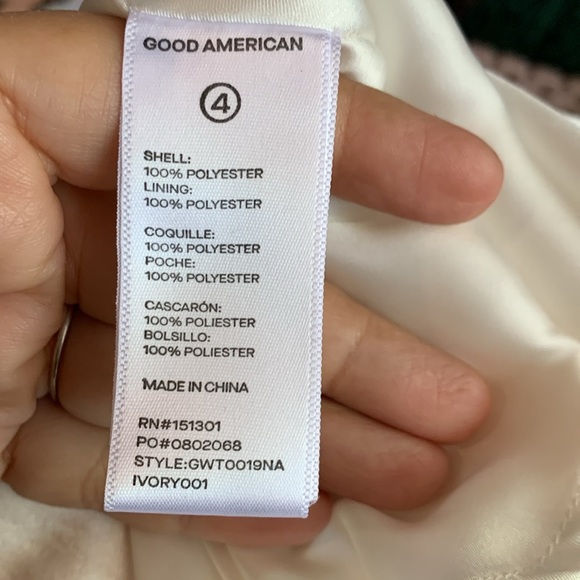 GOOD AMERICAN
4
SHELL:
100% POLYESTER
LINING:
100% POLYESTER
COQUILLE:
100% POLYESTER
POCHE:
100% POLYESTER
CASCARÓN:
100% POLIESTER
BOLSILLO:
100% POLIESTER
MADE IN CHINA
RN#151301
PO#0802068
STYLE:GWT0019NA
IVORY001